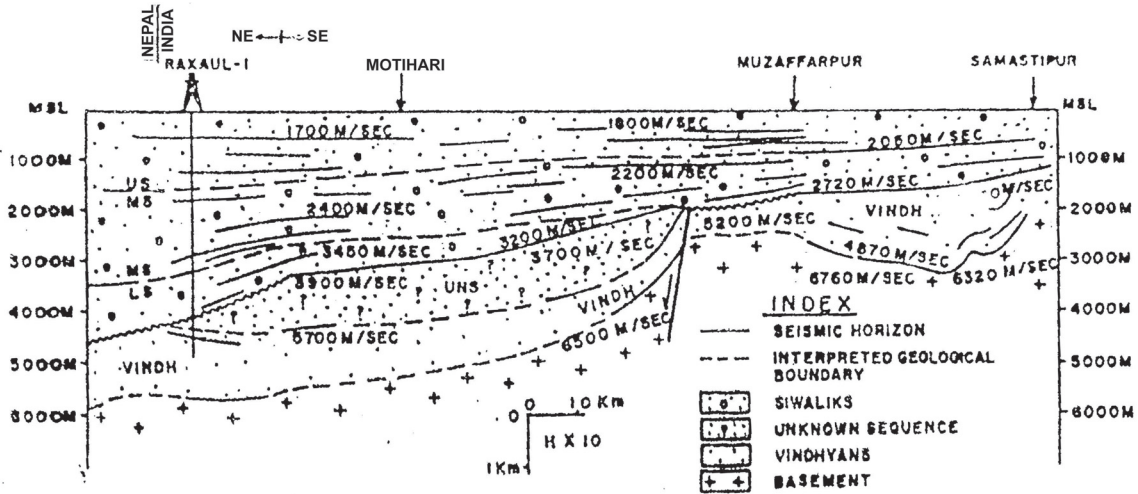 NEPAL
INDIA
NE SE
RAXAUL-1
MOTIHARI
MUZAFFARPUR
SAMASTIPUR
MSL
MSL
1700 M/SEC
1800 M/SEC
2050 M/SEC
1000M
1000M
US
MS
2200 M/SEC
2720 M/SEC
M/SEC
2000M
2400 M/SEC
5200 M/SEC
VINDH
2000M
3200 M/SEC
3700 M/SEC
MS
LS
3000M
3450 M/SEC
4870 M/SEC
3000M
UNS
6760 M/SEC
6320 M/SEC
4000M
VINDH
4000M
5700 M/SEC
6500 M/SEC
VINDH
5000M
5000M
6000M
6000M
0 10 Km
0
H X 10
1Km
INDEX
SEISMIC HORIZON
INTERPRETED GEOLOGICAL
BOUNDARY
SIWALIKS
UNKNOWN SEQUENCE
VINDHYANS
BASEMENT